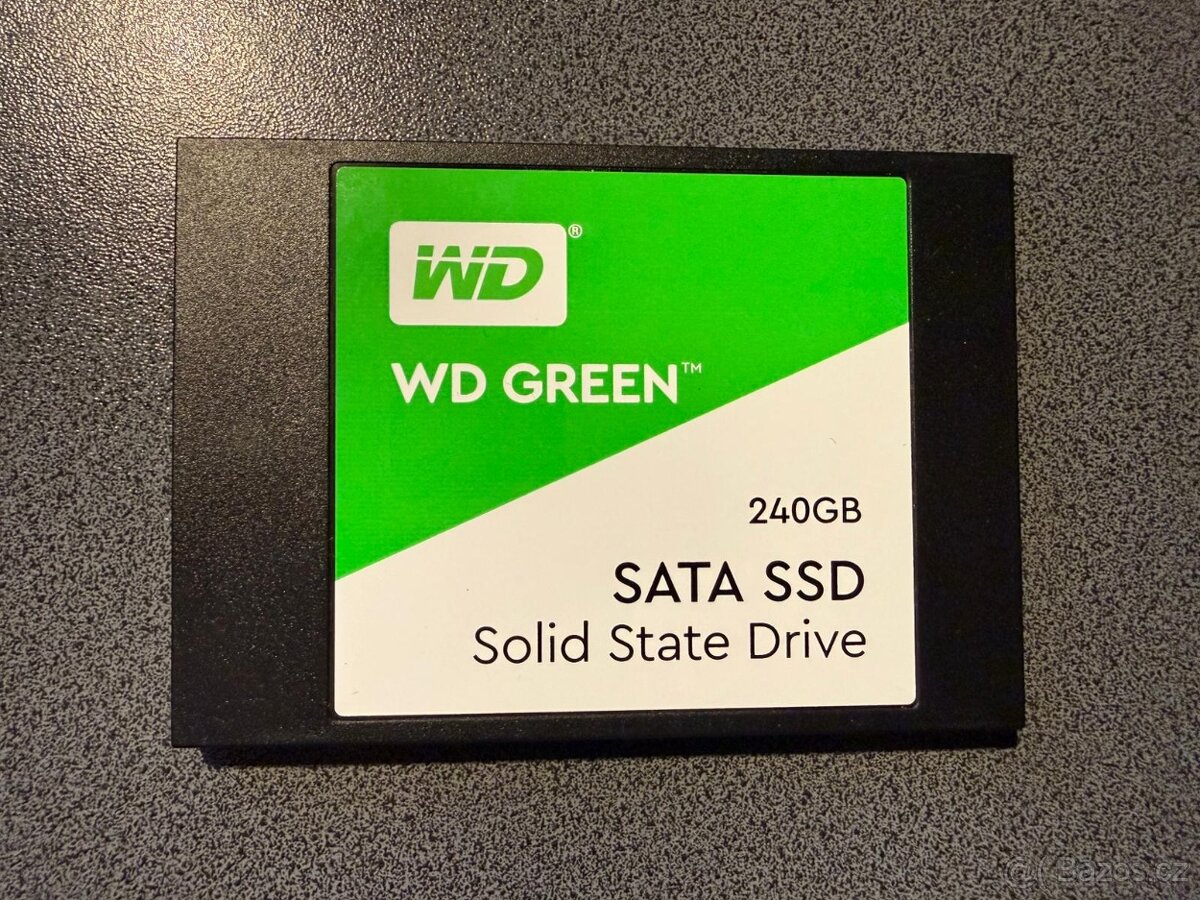 WD®
WD GREEN™
240GB
SATA SSD
Solid State Drive
@ Bazos.cz